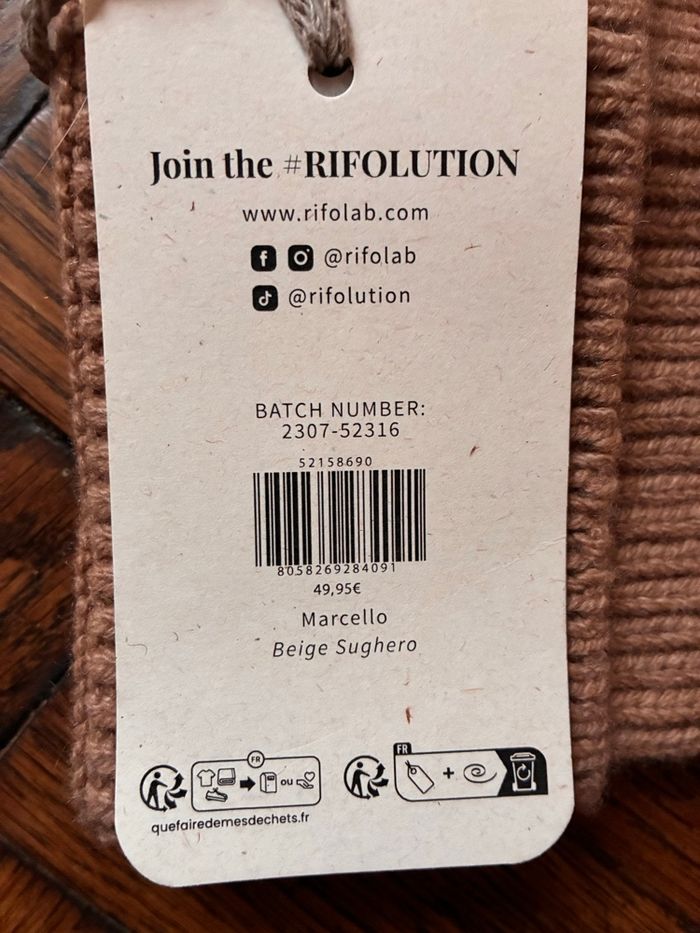 Join the #RIFOLUTION
www.rifolab.com
@rifolab
@rifolution
BATCH NUMBER:
2307-52316
52158690
8058269284091
49,95€
Marcello
Beige Sughero
FR
ou
quefairedemesdechets.fr
FR